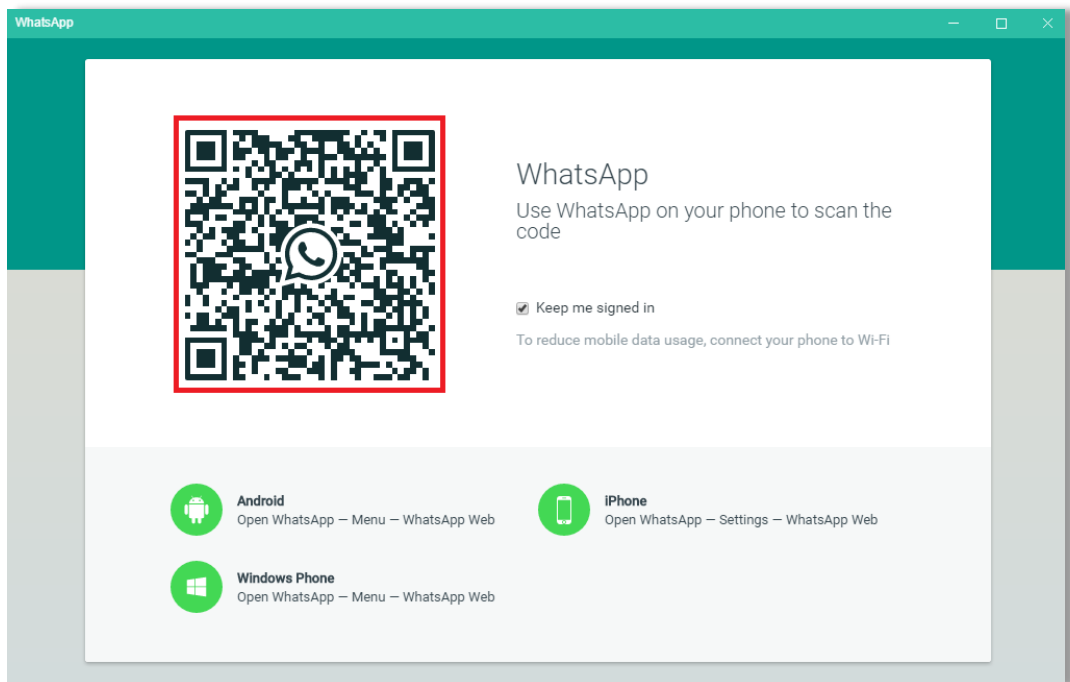 WhatsApp
WhatsApp
Use WhatsApp on your phone to scan the
code
Keep me signed in
To reduce mobile data usage, connect your phone to Wi-Fi
Android
Open WhatsApp — Menu — WhatsApp Web
iPhone
Open WhatsApp — Settings — WhatsApp Web
Windows Phone
Open WhatsApp — Menu — WhatsApp Web